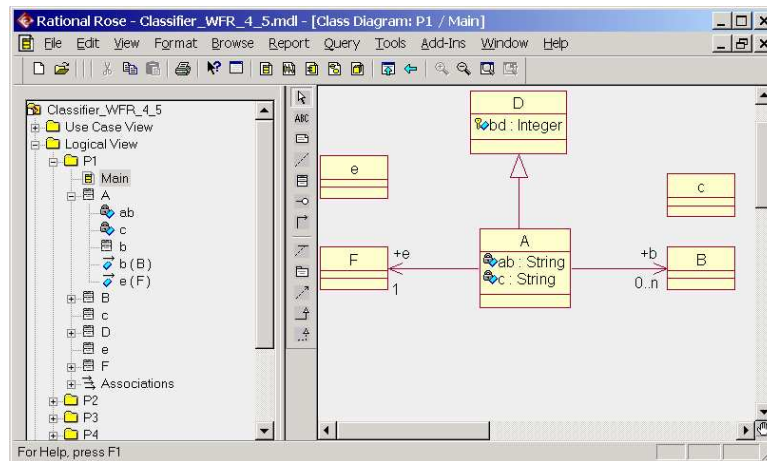 Rational Rose - Classifier_WFR_4_5.mdl - [Class Diagram: P1 / Main]
File Edit View Format Browse Report Query Tools Add-Ins Window Help
Classifier_WFR_4_5
Use Case View
Logical View
P1
Main
A
ab
c
b
b (B)
e (F)
B
c
D
e
F
Associations
P2
P3
P4
ABC
D
bd : Integer
e
c
A
ab : String
c : String
F
+e
1
+b
0..n
B
For Help, press F1